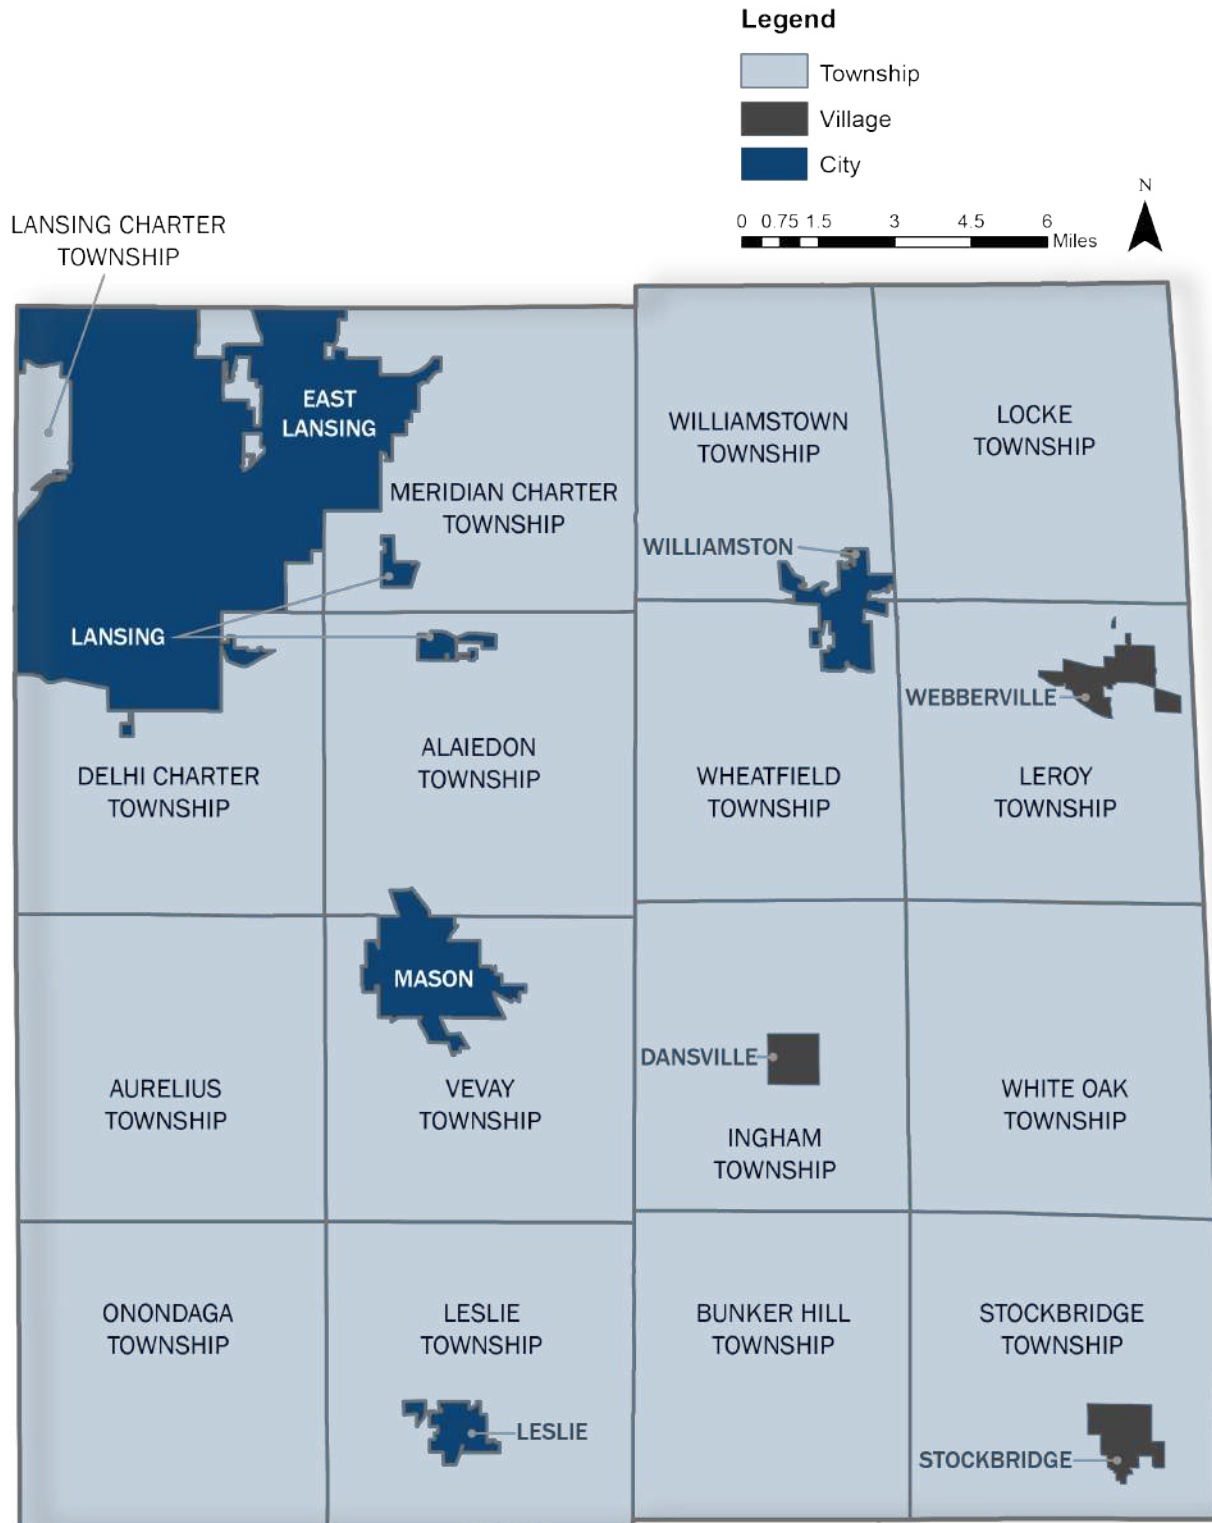 Legend
Township
Village
City
N
0 0.75 1.5 3 4.5 6
Miles
LANSING CHARTER
TOWNSHIP
EAST
LANSING
WILLIAMSTOWN
TOWNSHIP
LOCKE
TOWNSHIP
MERIDIAN CHARTER
TOWNSHIP
WILLIAMSTON
LANSING
WEBBERVILLE
DELHI CHARTER
TOWNSHIP
ALAIEDON
TOWNSHIP
WHEATFIELD
TOWNSHIP
LEROY
TOWNSHIP
MASON
DANSVILLE
AURELIUS
TOWNSHIP
VEVAY
TOWNSHIP
INGHAM
TOWNSHIP
WHITE OAK
TOWNSHIP
ONONDAGA
TOWNSHIP
LESLIE
TOWNSHIP
BUNKER HILL
TOWNSHIP
STOCKBRIDGE
TOWNSHIP
LESLIE
STOCKBRIDGE